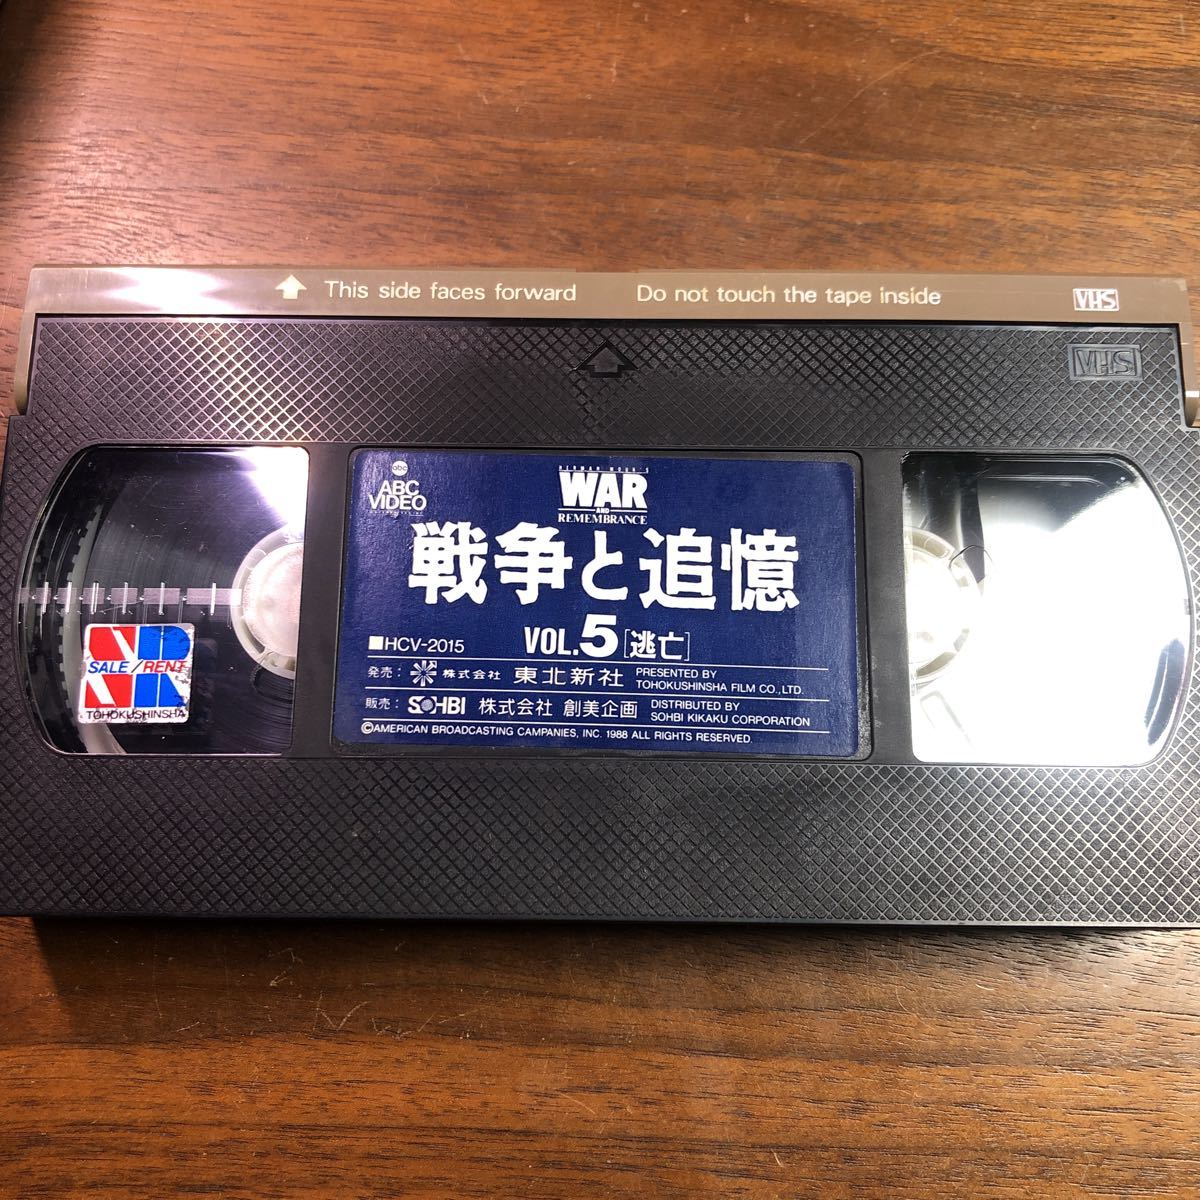 This side faces forward Do not touch the tape inside VHS
VHS
abc
ABC
VIDEO
HERMAN WOUK'S
WAR
AND
REMEMBRANCE
戦争と追憶
■HCV-2015 VOL.5[逃亡]
発売: 株式会社 東北新社 PRESENTED BY
TOHOKUSHINSHA FILM CO.,LTD.
販売: SOHBI 株式会社 創美企画 DISTRIBUTED BY
SOHBI KIKAKU CORPORATION
©AMERICAN BROADCASTING CAMPANIES, INC. 1988 ALL RIGHTS RESERVED.
SALE/RENT
TOHOKUSHINSHA